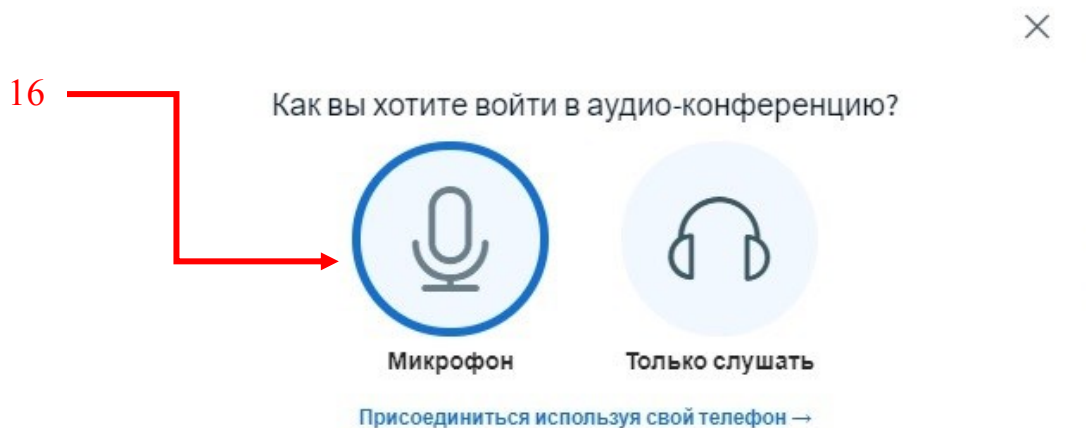 16
Как вы хотите войти в аудио-конференцию?
Микрофон
Только слушать
Присоединиться используя свой телефон →